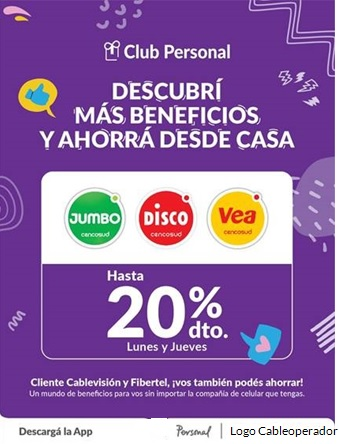 Club Personal
DESCUBRÍ
MÁS BENEFICIOS
Y AHORRÁ DESDE CASA
JUMBO
cencosud
DISCO
cencosud
Vea
cencosud
Hasta
20%
dto.
Lunes y Jueves
Cliente Cablevisión y Fibertel, ¡vos también podés ahorrar!
Un mundo de beneficios para vos sin importar la compañía de celular que tengas.
Descargá la App
Personal
Logo Cableoperador